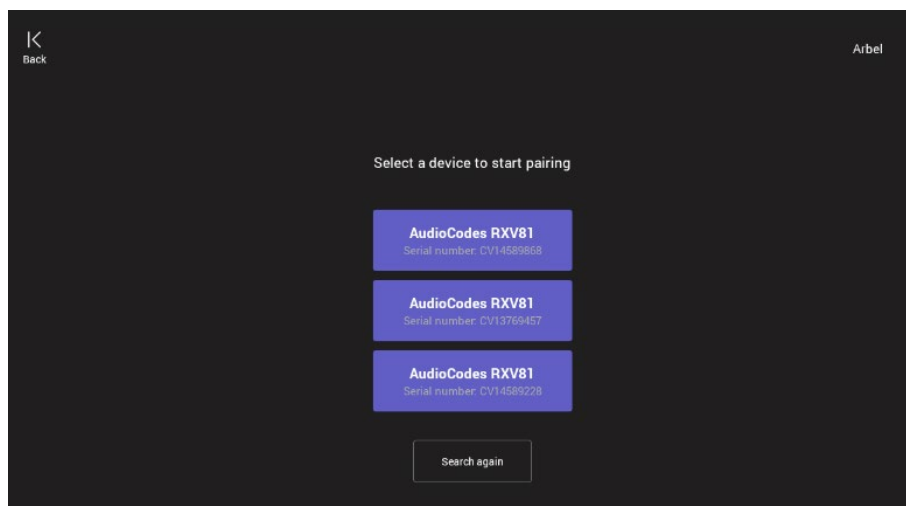 Back
Arbel
Select a device to start pairing
AudioCodes RXV81
Serial number: CV14589868
AudioCodes RXV81
Serial number: CV13769457
AudioCodes RXV81
Serial number: CV14589228
Search again